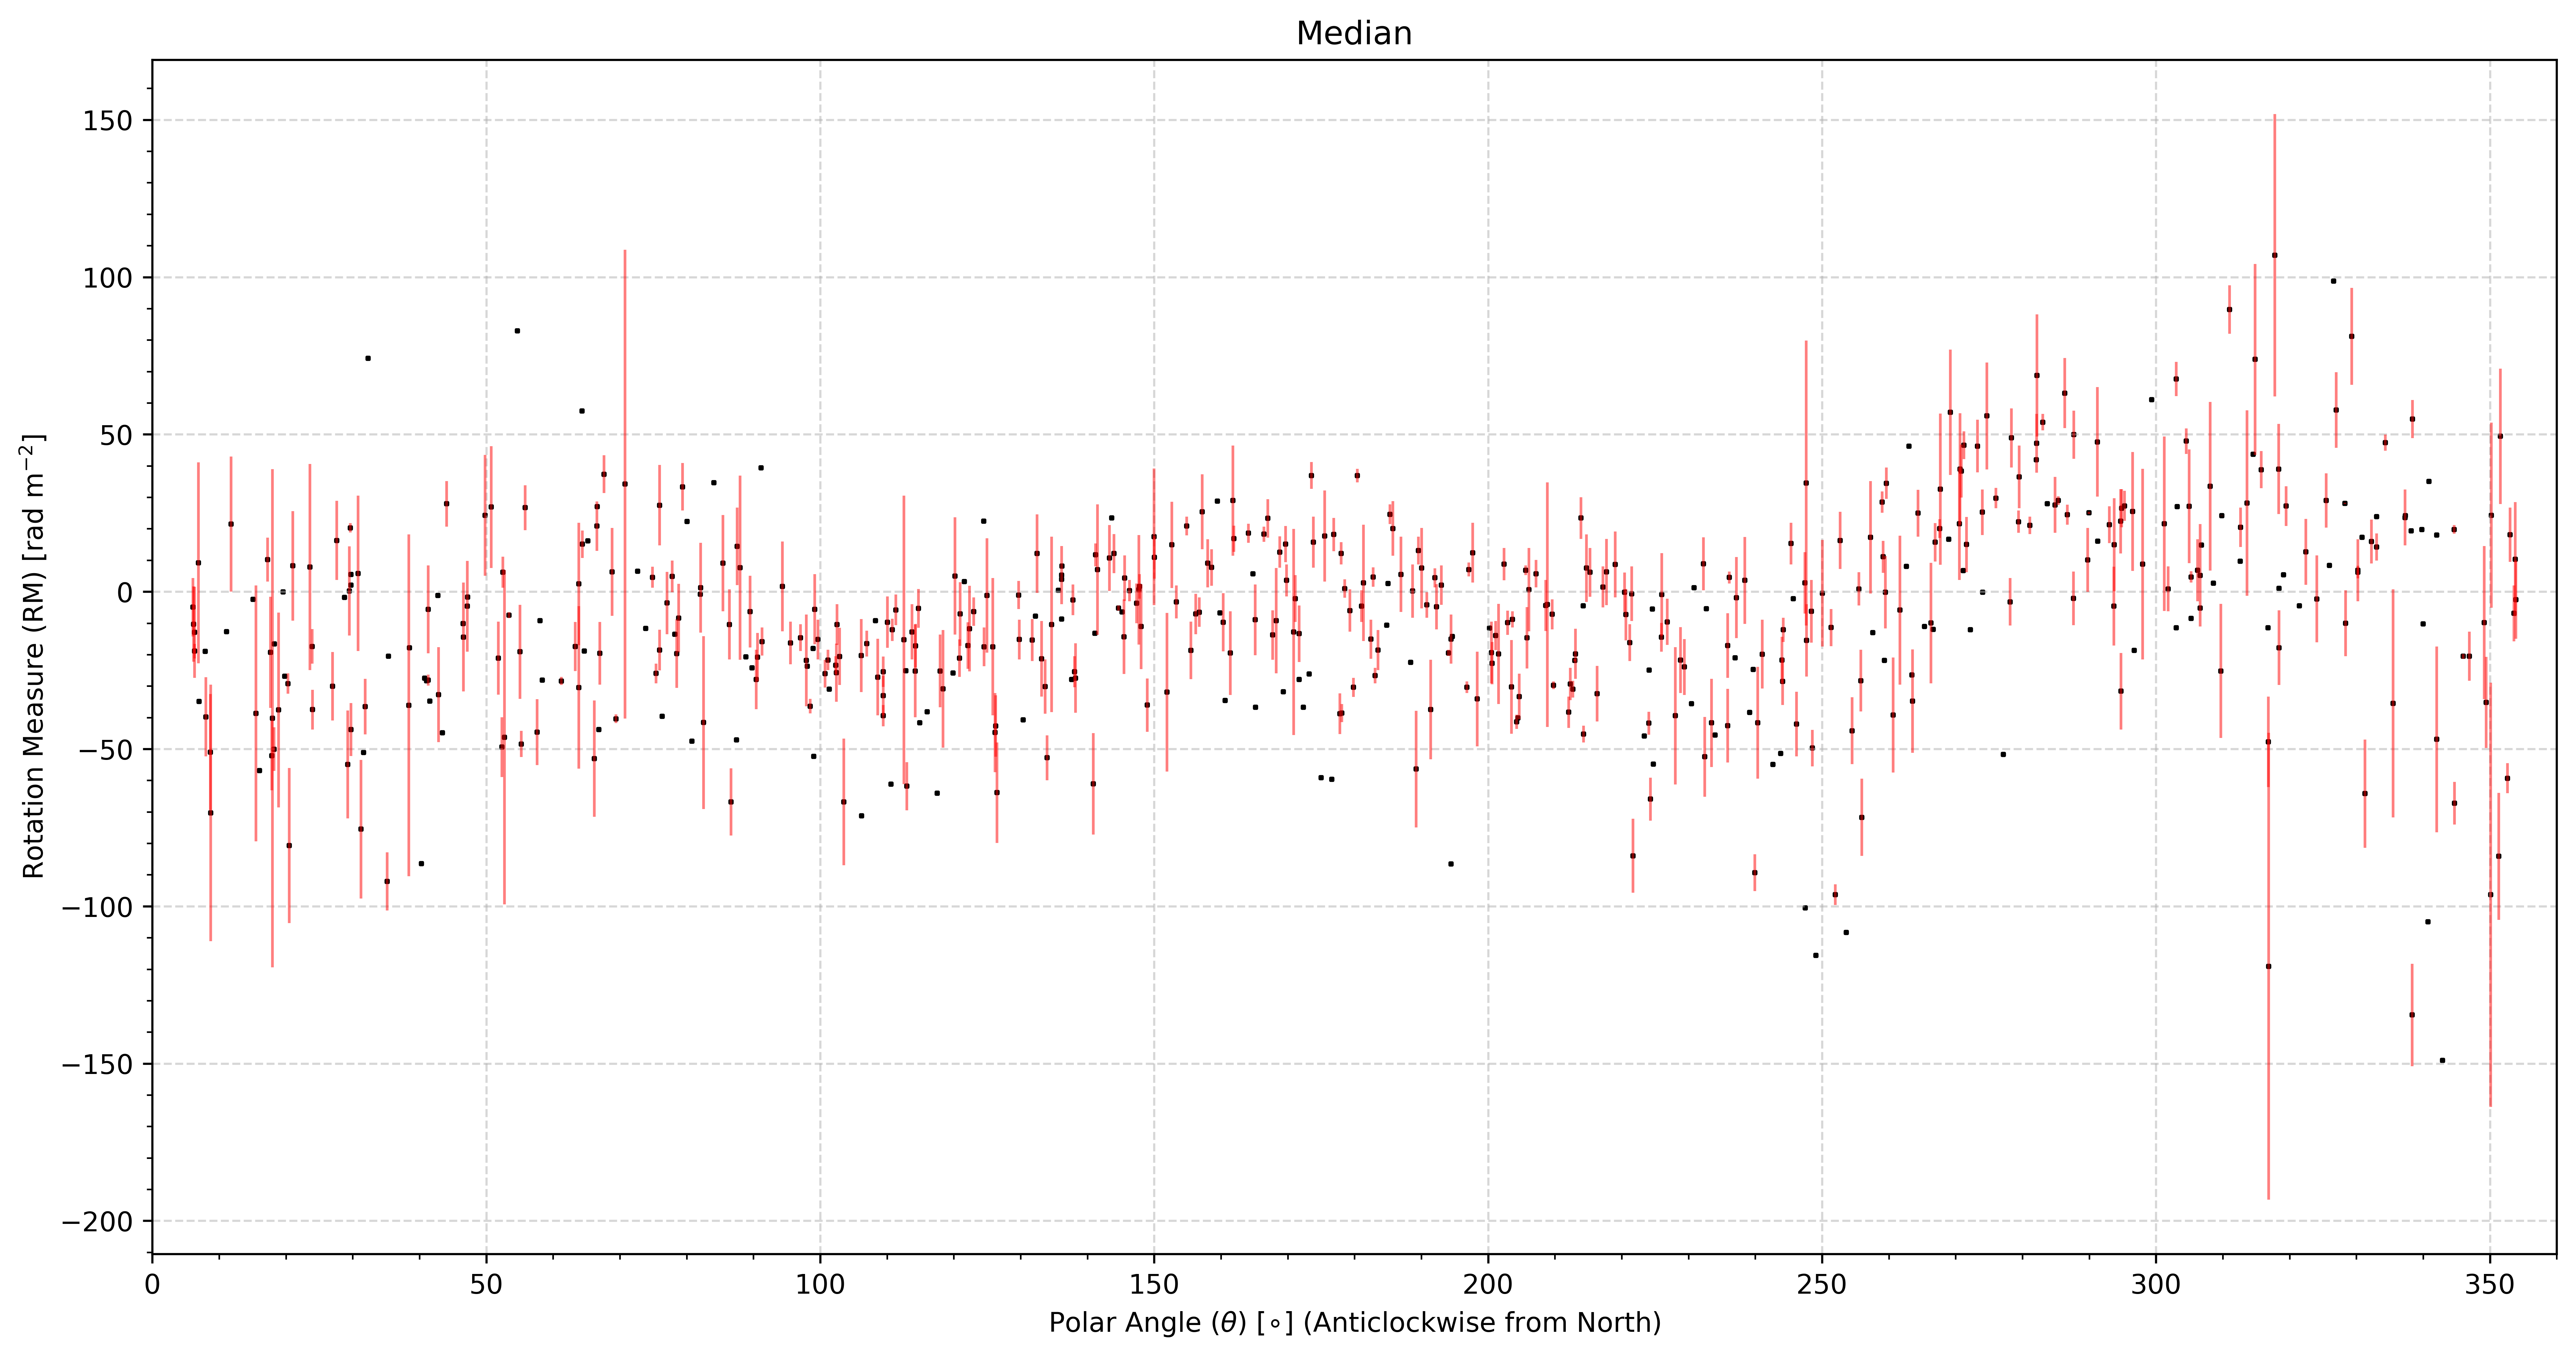 Median
Rotation Measure (RM) [rad m⁻²]
150
100
50
0
−50
−100
−150
−200
0 50 100 150 200 250 300 350
Polar Angle (θ) [∘] (Anticlockwise from North)